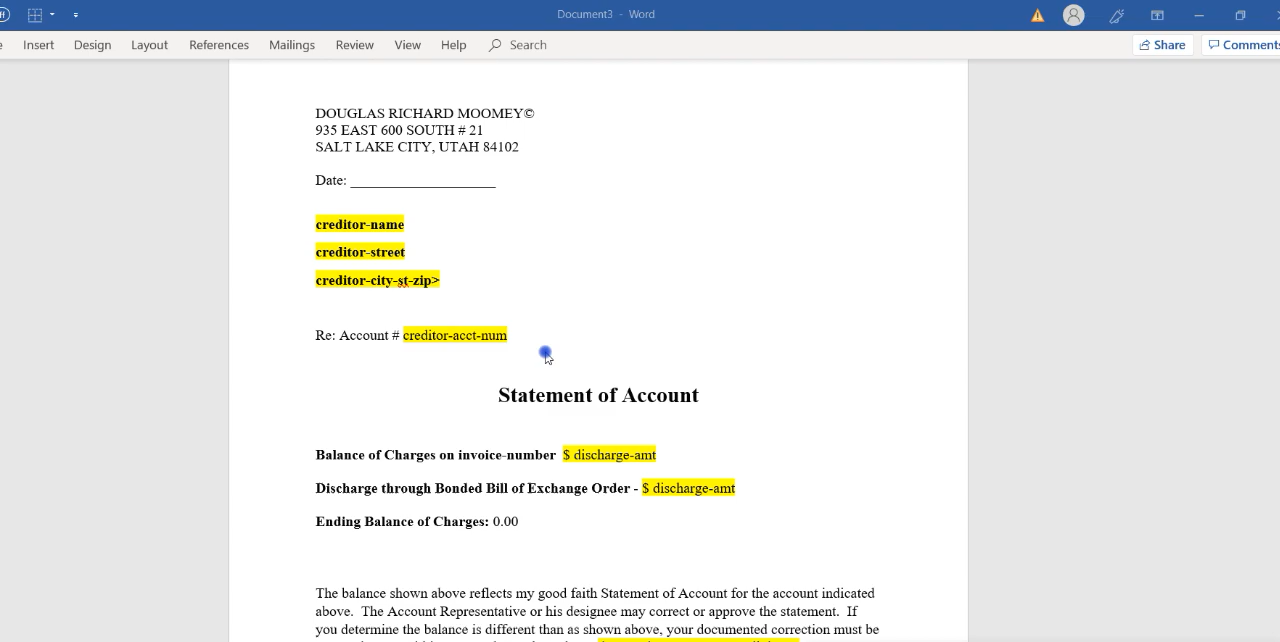 Document3 - Word
Insert Design Layout References Mailings Review View Help Search Share Comments
DOUGLAS RICHARD MOOMEY©
935 EAST 600 SOUTH # 21
SALT LAKE CITY, UTAH 84102
Date: ____________________
creditor-name
creditor-street
creditor-city-st-zip>
Re: Account # creditor-acct-num
Statement of Account
Balance of Charges on invoice-number $ discharge-amt
Discharge through Bonded Bill of Exchange Order - $ discharge-amt
Ending Balance of Charges: 0.00
The balance shown above reflects my good faith Statement of Account for the account indicated
above. The Account Representative or his designee may correct or approve the statement. If
you determine the balance is different than as shown above, your documented correction must be